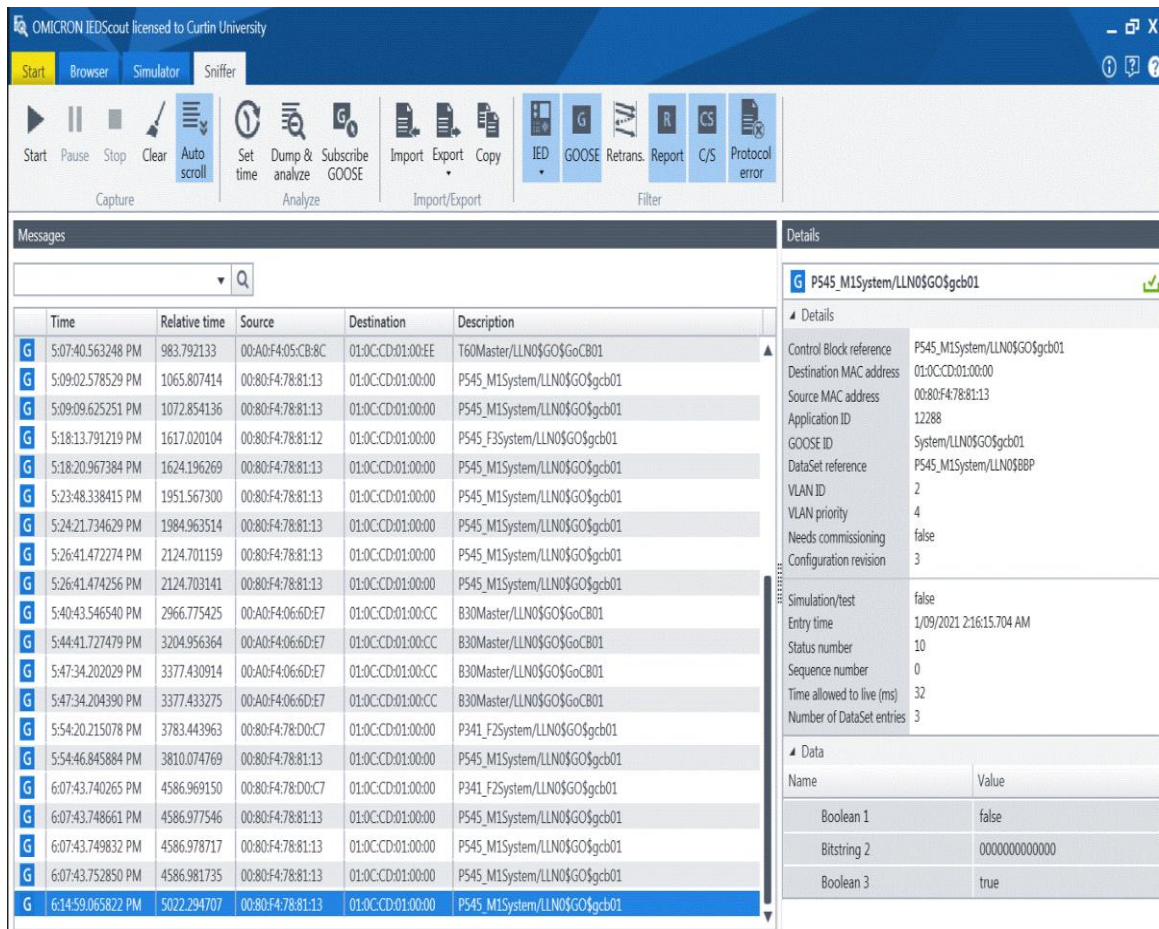 OMICRON IEDScout licensed to Curtin University
Start Browser Simulator Sniffer
Start Pause Stop Clear Auto scroll
Set time Dump & analyze Subscribe GOOSE
Import Export Copy
IED GOOSE Retrans. Report C/S Protocol error
Capture Analyze Import/Export Filter
Messages
Time Relative time Source Destination Description
G 5:07:40.563248 PM 983.792133 00:A0:F4:05:CB:8C 01:0C:CD:01:00:EE T60Master/LLN0$GO$GoCB01
G 5:09:02.578529 PM 1065.807414 00:80:F4:78:81:13 01:0C:CD:01:00:00 P545_M1System/LLN0$GO$gcb01
G 5:09:09.625251 PM 1072.854136 00:80:F4:78:81:13 01:0C:CD:01:00:00 P545_M1System/LLN0$GO$gcb01
G 5:18:13.791219 PM 1617.020104 00:80:F4:78:81:12 01:0C:CD:01:00:00 P545_F3System/LLN0$GO$gcb01
G 5:18:20.967384 PM 1624.196269 00:80:F4:78:81:13 01:0C:CD:01:00:00 P545_M1System/LLN0$GO$gcb01
G 5:23:48.338415 PM 1951.567300 00:80:F4:78:81:13 01:0C:CD:01:00:00 P545_M1System/LLN0$GO$gcb01
G 5:24:21.734629 PM 1984.963514 00:80:F4:78:81:13 01:0C:CD:01:00:00 P545_M1System/LLN0$GO$gcb01
G 5:26:41.472274 PM 2124.701159 00:80:F4:78:81:13 01:0C:CD:01:00:00 P545_M1System/LLN0$GO$gcb01
G 5:26:41.474256 PM 2124.703141 00:80:F4:78:81:13 01:0C:CD:01:00:00 P545_M1System/LLN0$GO$gcb01
G 5:40:43.546540 PM 2966.775425 00:A0:F4:06:6D:E7 01:0C:CD:01:00:CC B30Master/LLN0$GO$GoCB01
G 5:44:41.727479 PM 3204.956364 00:A0:F4:06:6D:E7 01:0C:CD:01:00:CC B30Master/LLN0$GO$GoCB01
G 5:47:34.202029 PM 3377.430914 00:A0:F4:06:6D:E7 01:0C:CD:01:00:CC B30Master/LLN0$GO$GoCB01
G 5:47:34.204390 PM 3377.433275 00:A0:F4:06:6D:E7 01:0C:CD:01:00:CC B30Master/LLN0$GO$GoCB01
G 5:54:20.215078 PM 3783.443963 00:80:F4:78:D0:C7 01:0C:CD:01:00:00 P341_F2System/LLN0$GO$gcb01
G 5:54:46.845884 PM 3810.074769 00:80:F4:78:81:13 01:0C:CD:01:00:00 P545_M1System/LLN0$GO$gcb01
G 6:07:43.740265 PM 4586.969150 00:80:F4:78:D0:C7 01:0C:CD:01:00:00 P341_F2System/LLN0$GO$gcb01
G 6:07:43.748661 PM 4586.977546 00:80:F4:78:81:13 01:0C:CD:01:00:00 P545_M1System/LLN0$GO$gcb01
G 6:07:43.749832 PM 4586.978717 00:80:F4:78:81:13 01:0C:CD:01:00:00 P545_M1System/LLN0$GO$gcb01
G 6:07:43.752850 PM 4586.981735 00:80:F4:78:81:13 01:0C:CD:01:00:00 P545_M1System/LLN0$GO$gcb01
G 6:14:59.065822 PM 5022.294707 00:80:F4:78:81:13 01:0C:CD:01:00:00 P545_M1System/LLN0$GO$gcb01
Details
G P545_M1System/LLN0$GO$gcb01
Details
Control Block reference P545_M1System/LLN0$GO$gcb01
Destination MAC address 01:0C:CD:01:00:00
Source MAC address 00:80:F4:78:81:13
Application ID 12288
GOOSE ID System/LLN0$GO$gcb01
DataSet reference P545_M1System/LLN0$BBP
VLAN ID 2
VLAN priority 4
Needs commissioning false
Configuration revision 3
Simulation/test false
Entry time 1/09/2021 2:16:15.704 AM
Status number 10
Sequence number 0
Time allowed to live (ms) 32
Number of DataSet entries 3
Data
Name Value
Boolean 1 false
Bitstring 2 0000000000000
Boolean 3 true